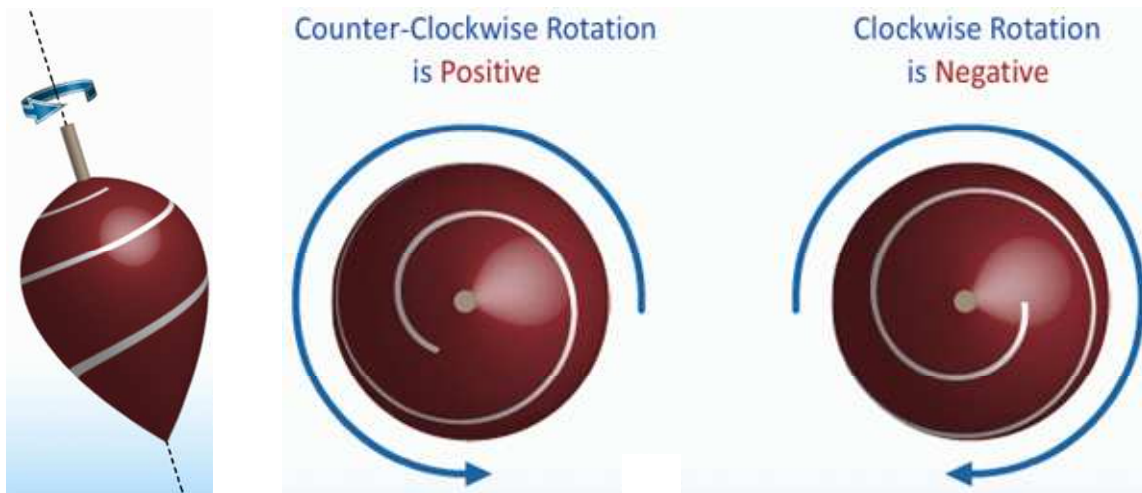 Counter-Clockwise Rotation
is Positive
Clockwise Rotation
is Negative